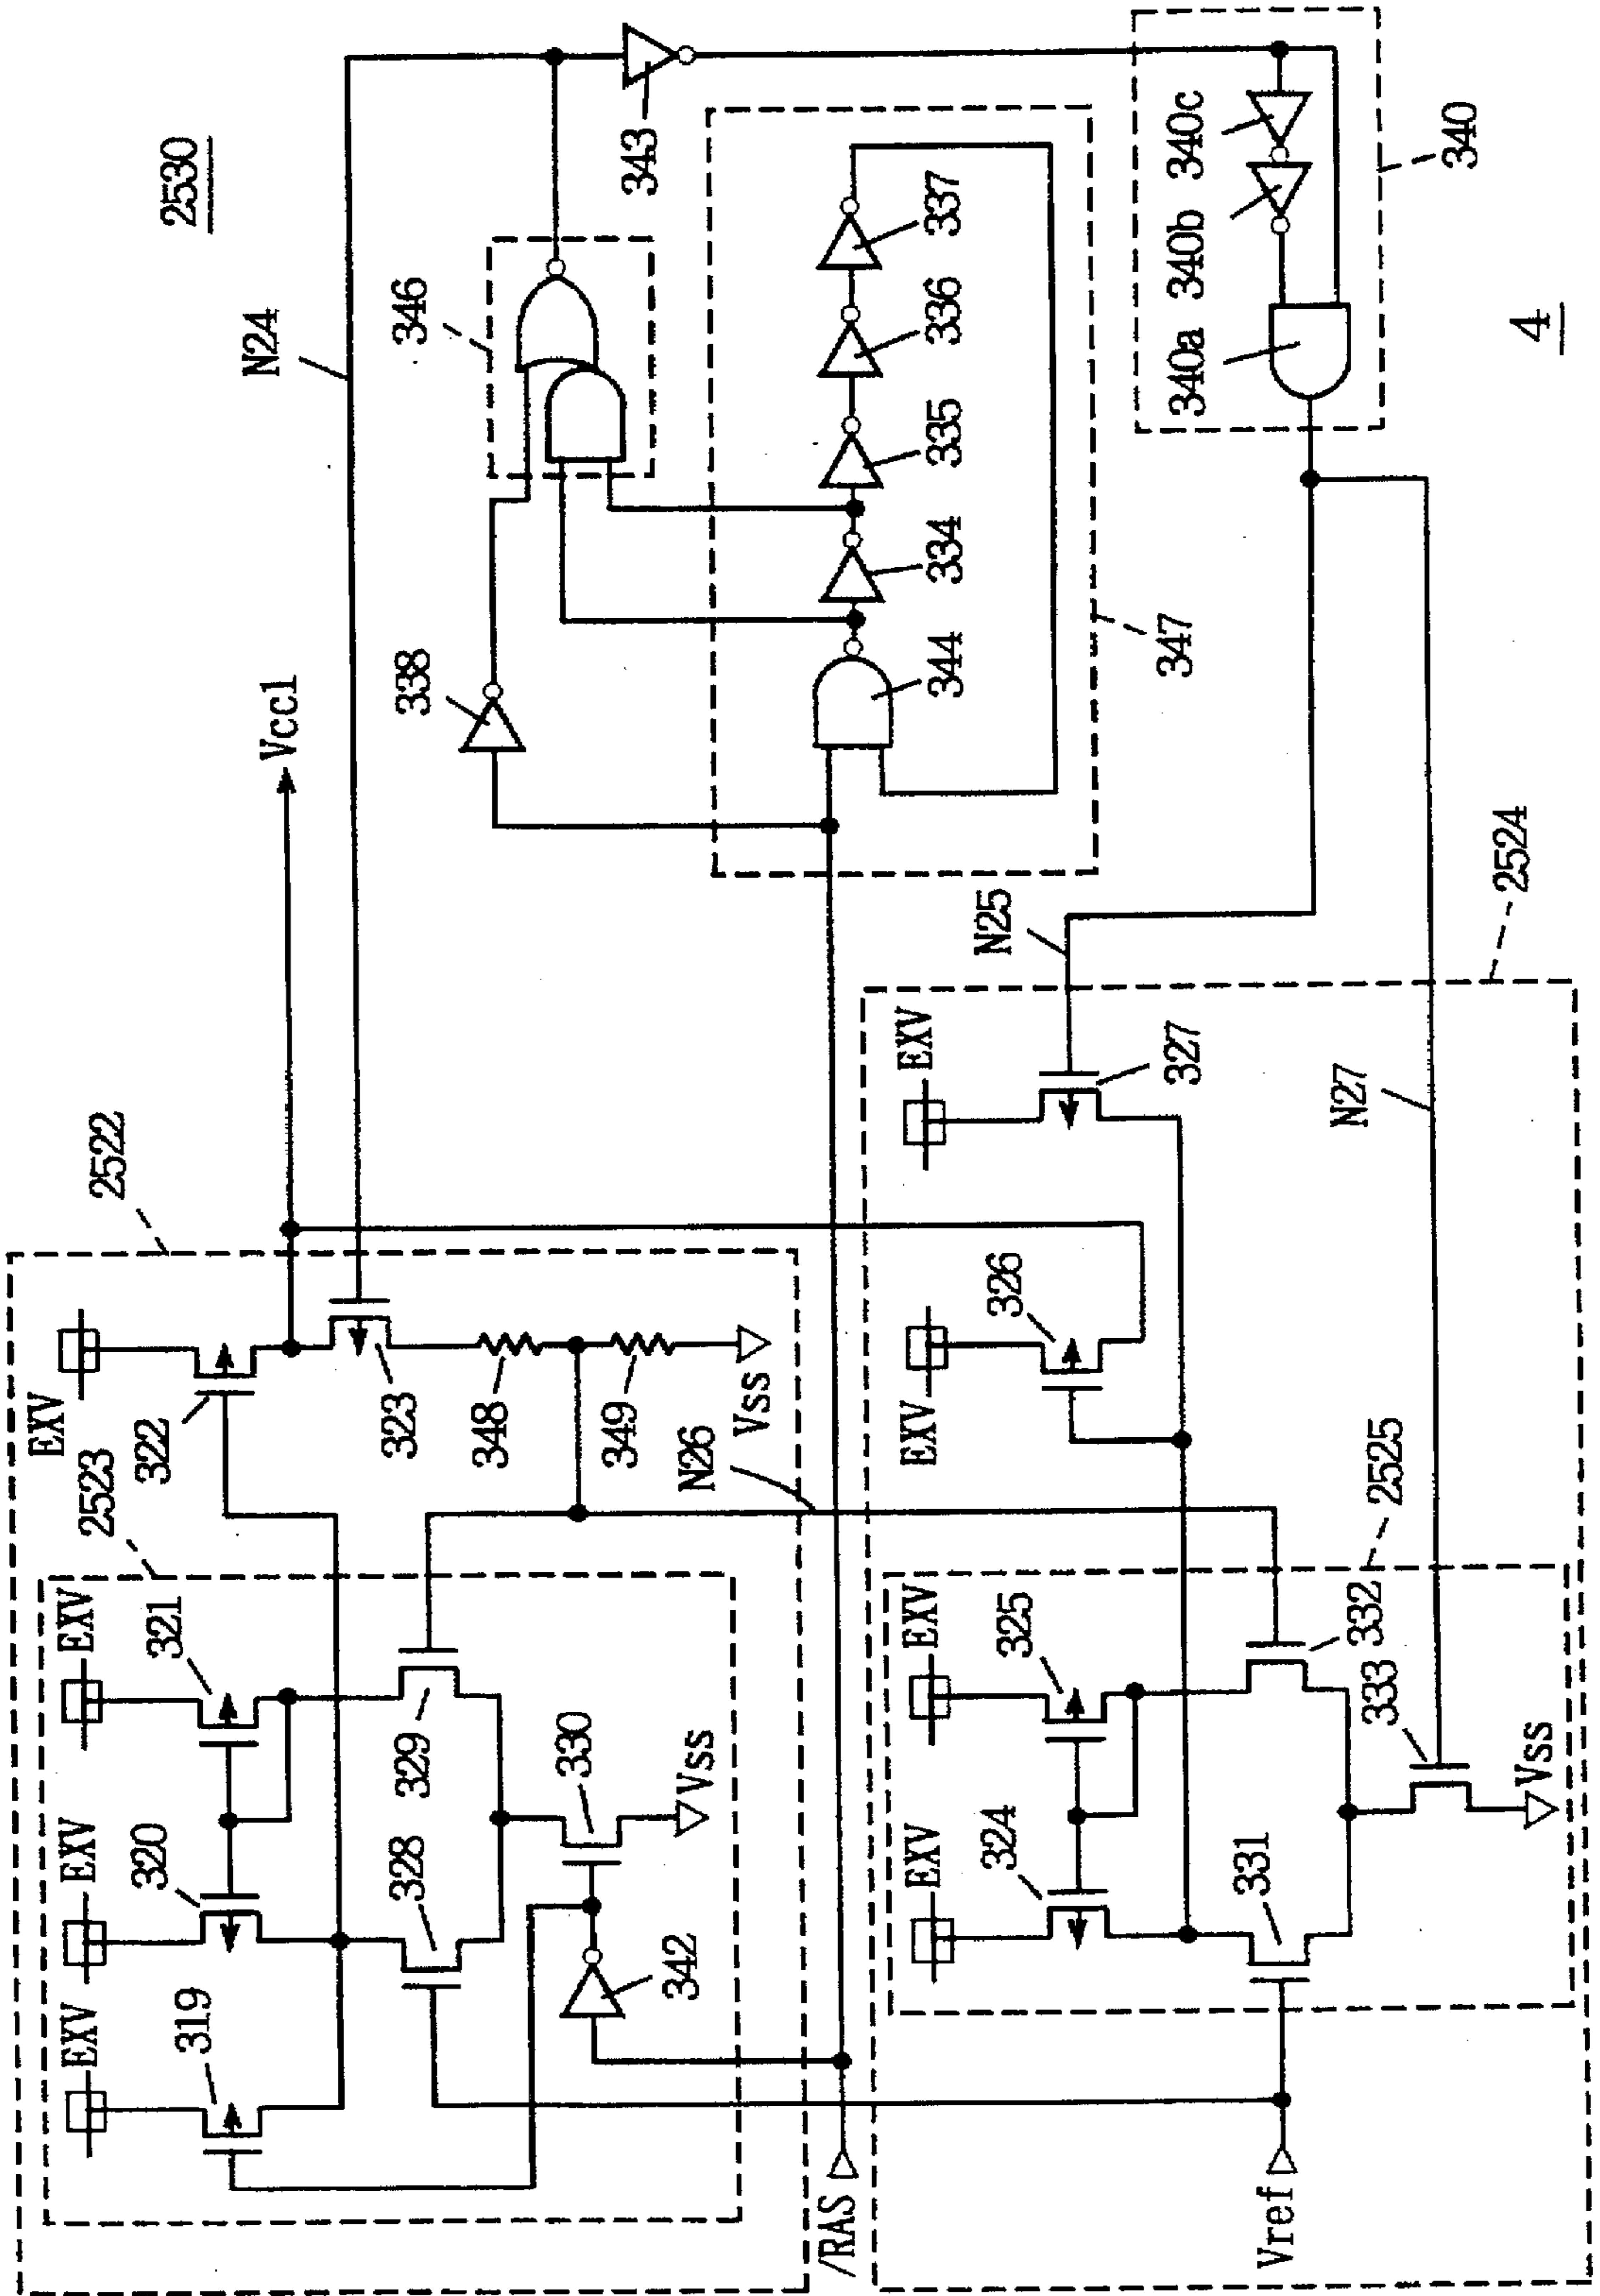 2530
N24
Vcc1
2522
2523
EXV
322
323
348
349
Vss
N26
EXV
321
EXV
320
EXV
319
329
328
330
Vss
342
/RAS
346
338
343
347
344
334
335
336
337
340
340a
340b
340c
4
2524
N25
EXV
327
EXV
326
N27
2525
EXV
325
EXV
324
332
331
333
Vss
Vref